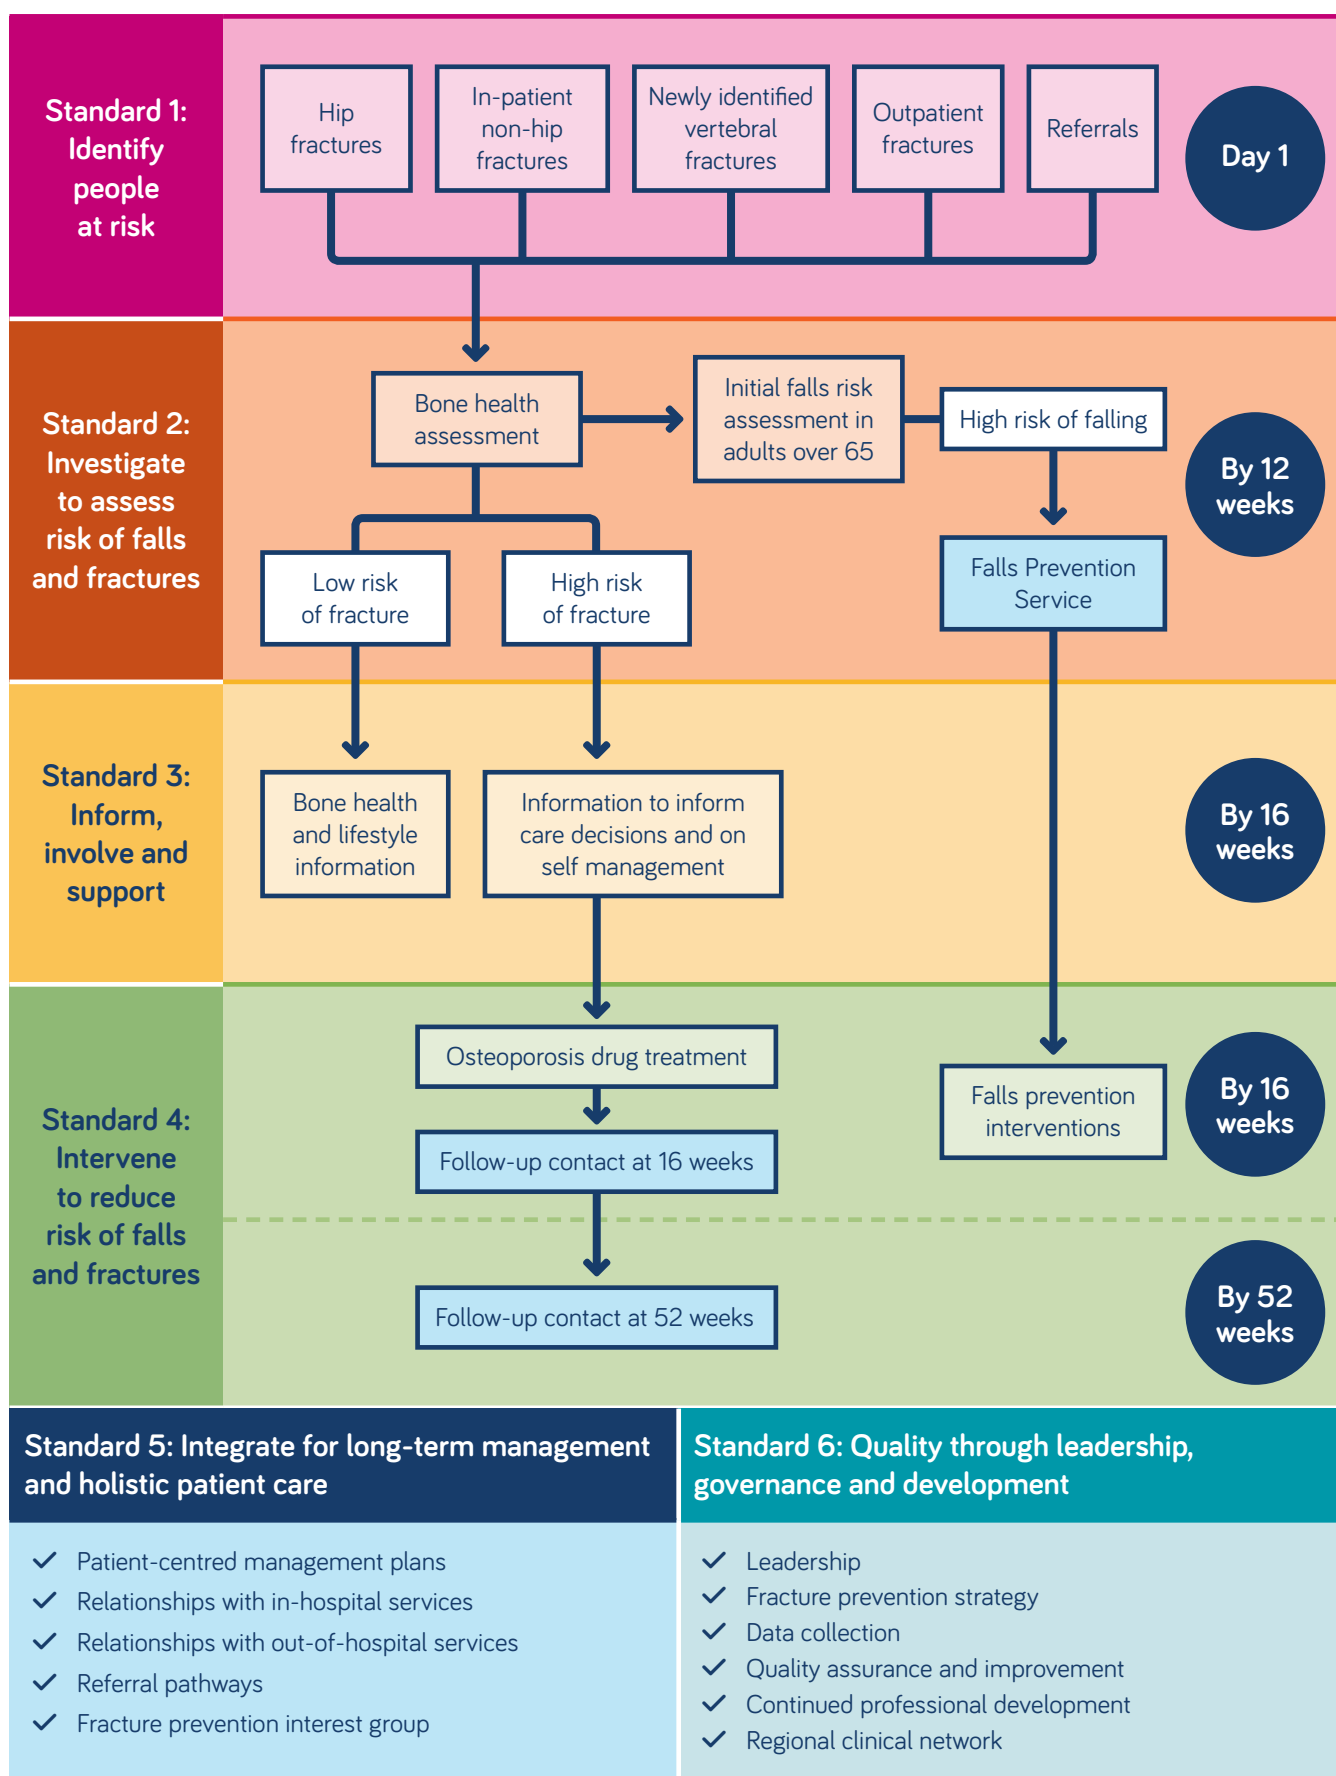 Standard 1:
Identify
people
at risk
Hip
fractures
In-patient
non-hip
fractures
Newly identified
vertebral
fractures
Outpatient
fractures
Referrals
Day 1
Standard 2:
Investigate
to assess
risk of falls
and fractures
Bone health
assessment
Initial falls risk
assessment in
adults over 65
High risk of falling
By 12
weeks
Low risk
of fracture
High risk
of fracture
Falls Prevention
Service
Standard 3:
Inform,
involve and
support
Bone health
and lifestyle
information
Information to inform
care decisions and on
self management
By 16
weeks
Standard 4:
Intervene
to reduce
risk of falls
and fractures
Osteoporosis drug treatment
Follow-up contact at 16 weeks
Falls prevention
interventions
By 16
weeks
Follow-up contact at 52 weeks
By 52
weeks
Standard 5: Integrate for long-term management
and holistic patient care
✓ Patient-centred management plans
✓ Relationships with in-hospital services
✓ Relationships with out-of-hospital services
✓ Referral pathways
✓ Fracture prevention interest group
Standard 6: Quality through leadership,
governance and development
✓ Leadership
✓ Fracture prevention strategy
✓ Data collection
✓ Quality assurance and improvement
✓ Continued professional development
✓ Regional clinical network